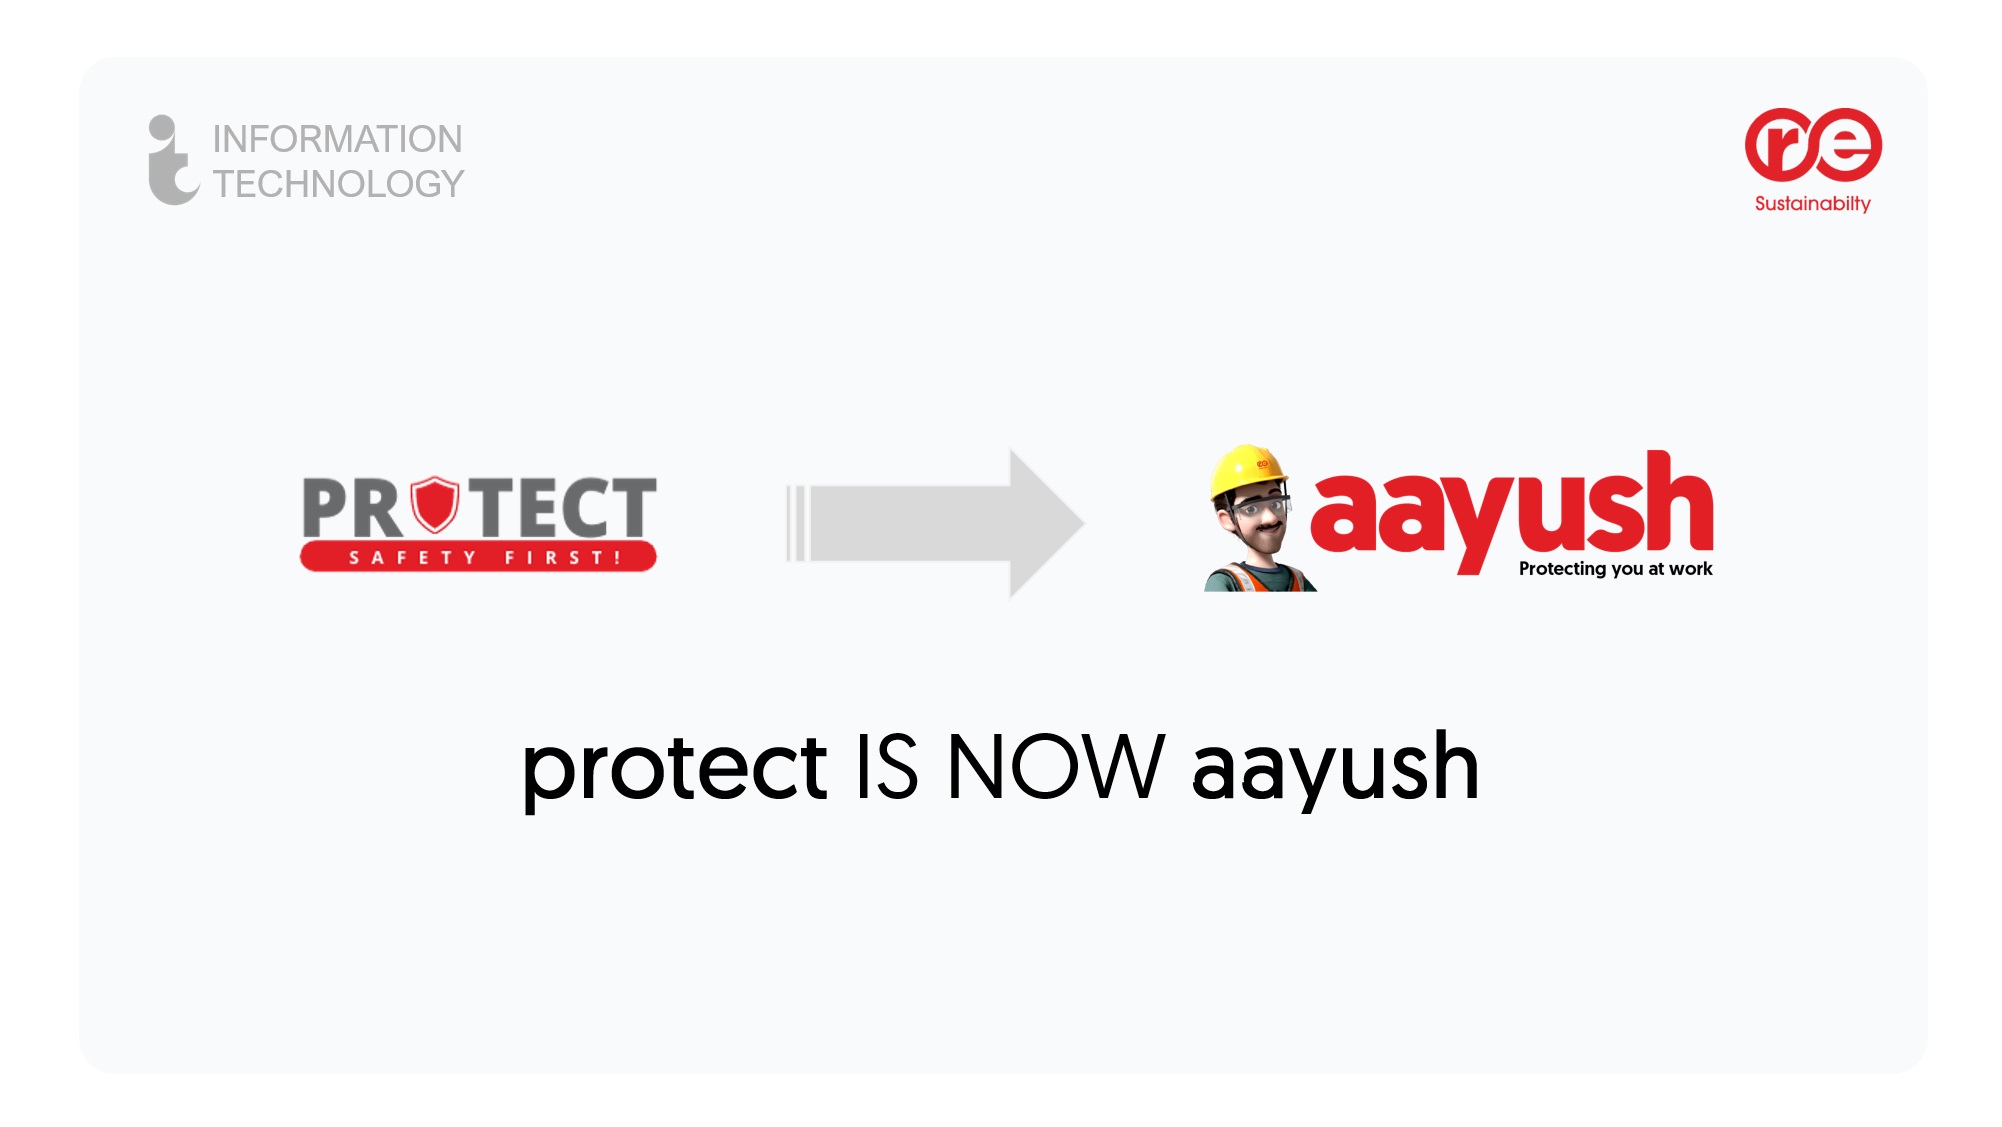 INFORMATION
TECHNOLOGY
re
Sustainabilty
PROTECT
SAFETY FIRST!
aayush
Protecting you at work
protect IS NOW aayush